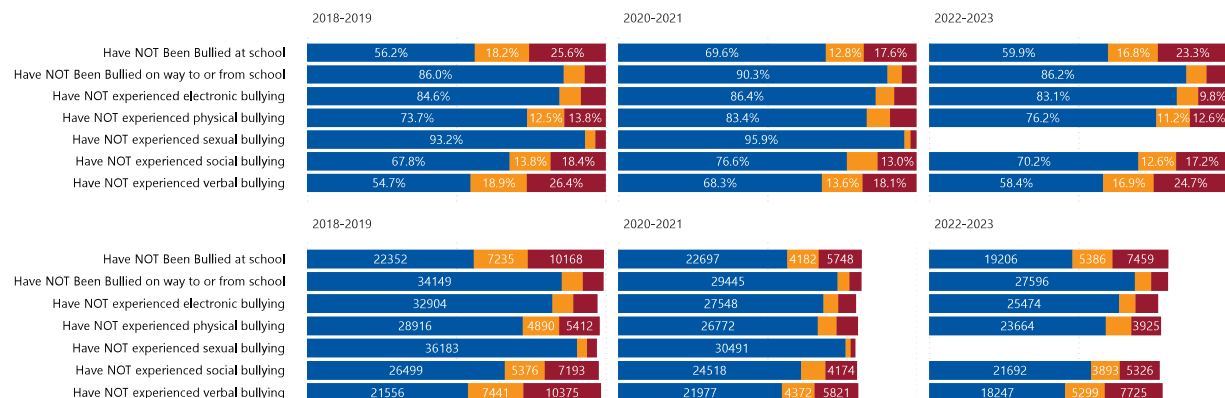 2018-2019 2020-2021 2022-2023
Have NOT Been Bullied at school 56.2% 18.2% 25.6% 69.6% 12.8% 17.6% 59.9% 16.8% 23.3%
Have NOT Been Bullied on way to or from school 86.0% 90.3% 86.2%
Have NOT experienced electronic bullying 84.6% 86.4% 83.1% 9.8%
Have NOT experienced physical bullying 73.7% 12.5% 13.8% 83.4% 76.2% 11.2% 12.6%
Have NOT experienced sexual bullying 93.2% 95.9%
Have NOT experienced social bullying 67.8% 13.8% 18.4% 76.6% 13.0% 70.2% 12.6% 17.2%
Have NOT experienced verbal bullying 54.7% 18.9% 26.4% 68.3% 13.6% 18.1% 58.4% 16.9% 24.7%
2018-2019 2020-2021 2022-2023
Have NOT Been Bullied at school 22352 7235 10168 22697 4182 5748 19206 5386 7459
Have NOT Been Bullied on way to or from school 34149 29445 27596
Have NOT experienced electronic bullying 32904 27548 25474
Have NOT experienced physical bullying 28916 4890 5412 26772 23664 3925
Have NOT experienced sexual bullying 36183 30491
Have NOT experienced social bullying 26499 5376 7193 24518 4174 21692 3893 5326
Have NOT experienced verbal bullying 21556 7441 10375 21977 4372 5821 18247 5299 7725